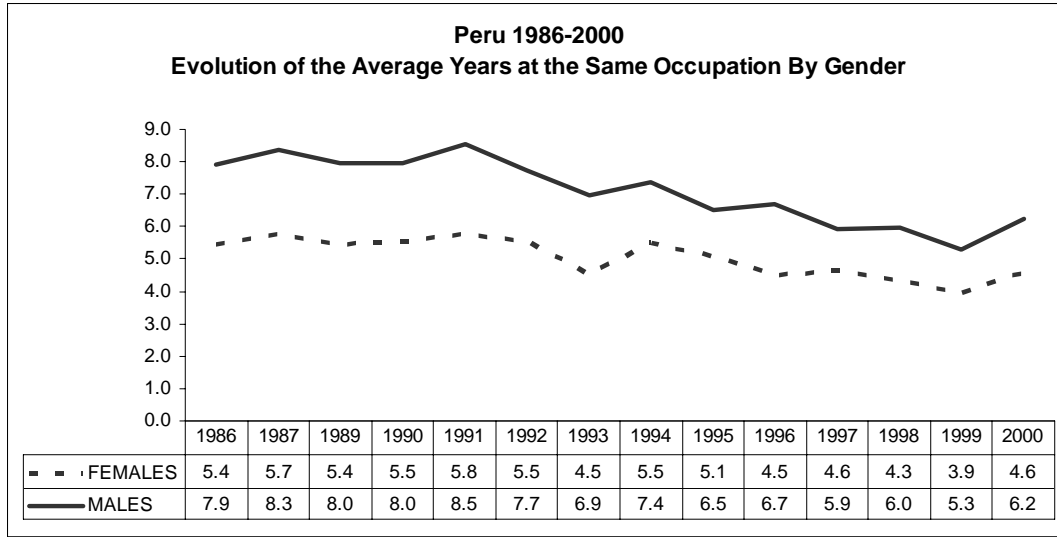 Peru 1986-2000
Evolution of the Average Years at the Same Occupation By Gender
9.0
8.0
7.0
6.0
5.0
4.0
3.0
2.0
1.0
0.0
1986 1987 1989 1990 1991 1992 1993 1994 1995 1996 1997 1998 1999 2000
FEMALES 5.4 5.7 5.4 5.5 5.8 5.5 4.5 5.5 5.1 4.5 4.6 4.3 3.9 4.6
MALES 7.9 8.3 8.0 8.0 8.5 7.7 6.9 7.4 6.5 6.7 5.9 6.0 5.3 6.2